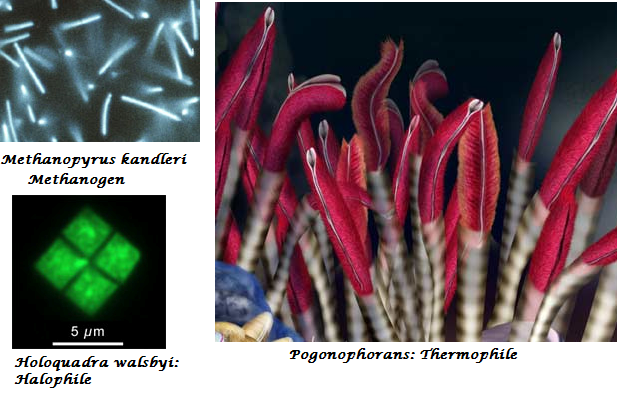 Methanopyrus kandleri
Methanogen
5 µm
Holoquadra walsbyi:
Halophile
Pogonophorans: Thermophile